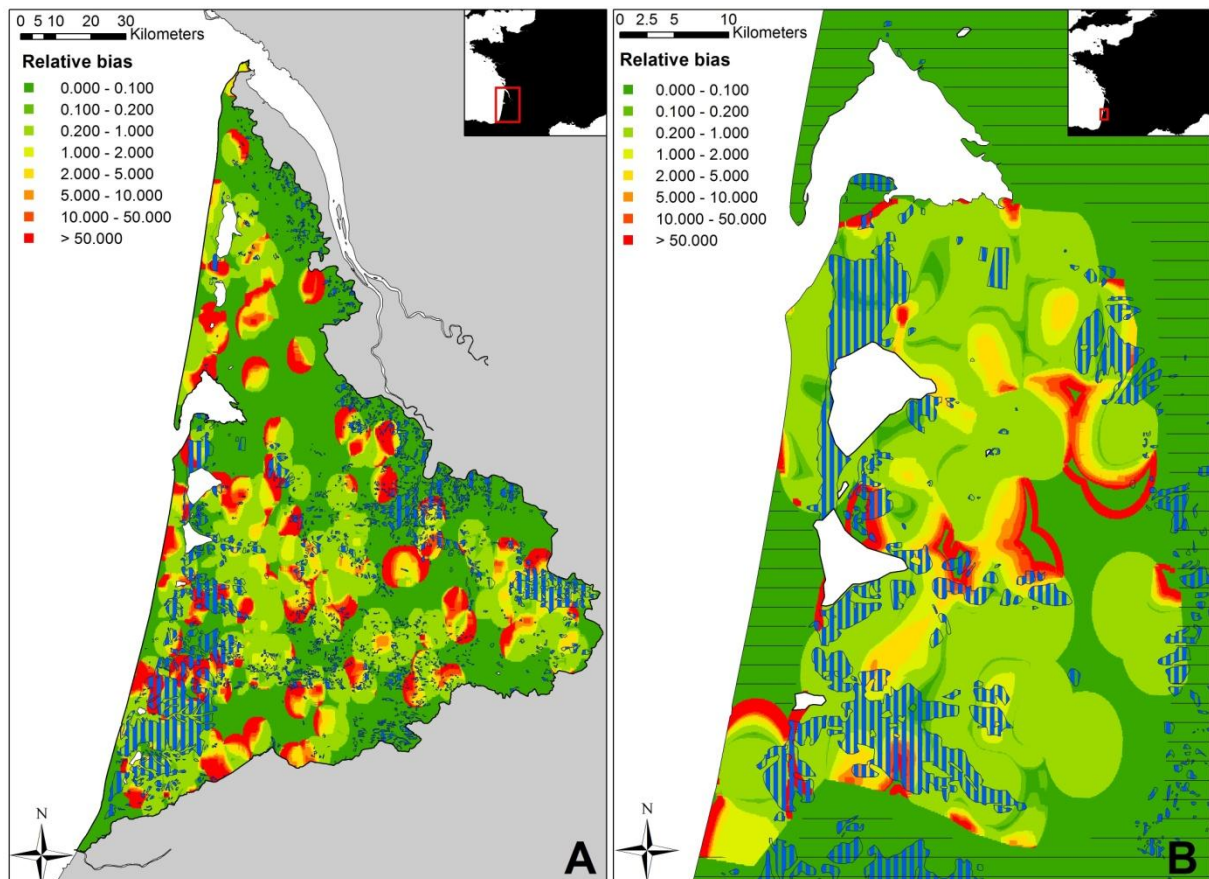 0 5 10 20 30
Kilometers
Relative bias
0.000 - 0.100
0.100 - 0.200
0.200 - 1.000
1.000 - 2.000
2.000 - 5.000
5.000 - 10.000
10.000 - 50.000
> 50.000
N
A
0 2.5 5 10
Kilometers
Relative bias
0.000 - 0.100
0.100 - 0.200
0.200 - 1.000
1.000 - 2.000
2.000 - 5.000
5.000 - 10.000
10.000 - 50.000
> 50.000
N
B